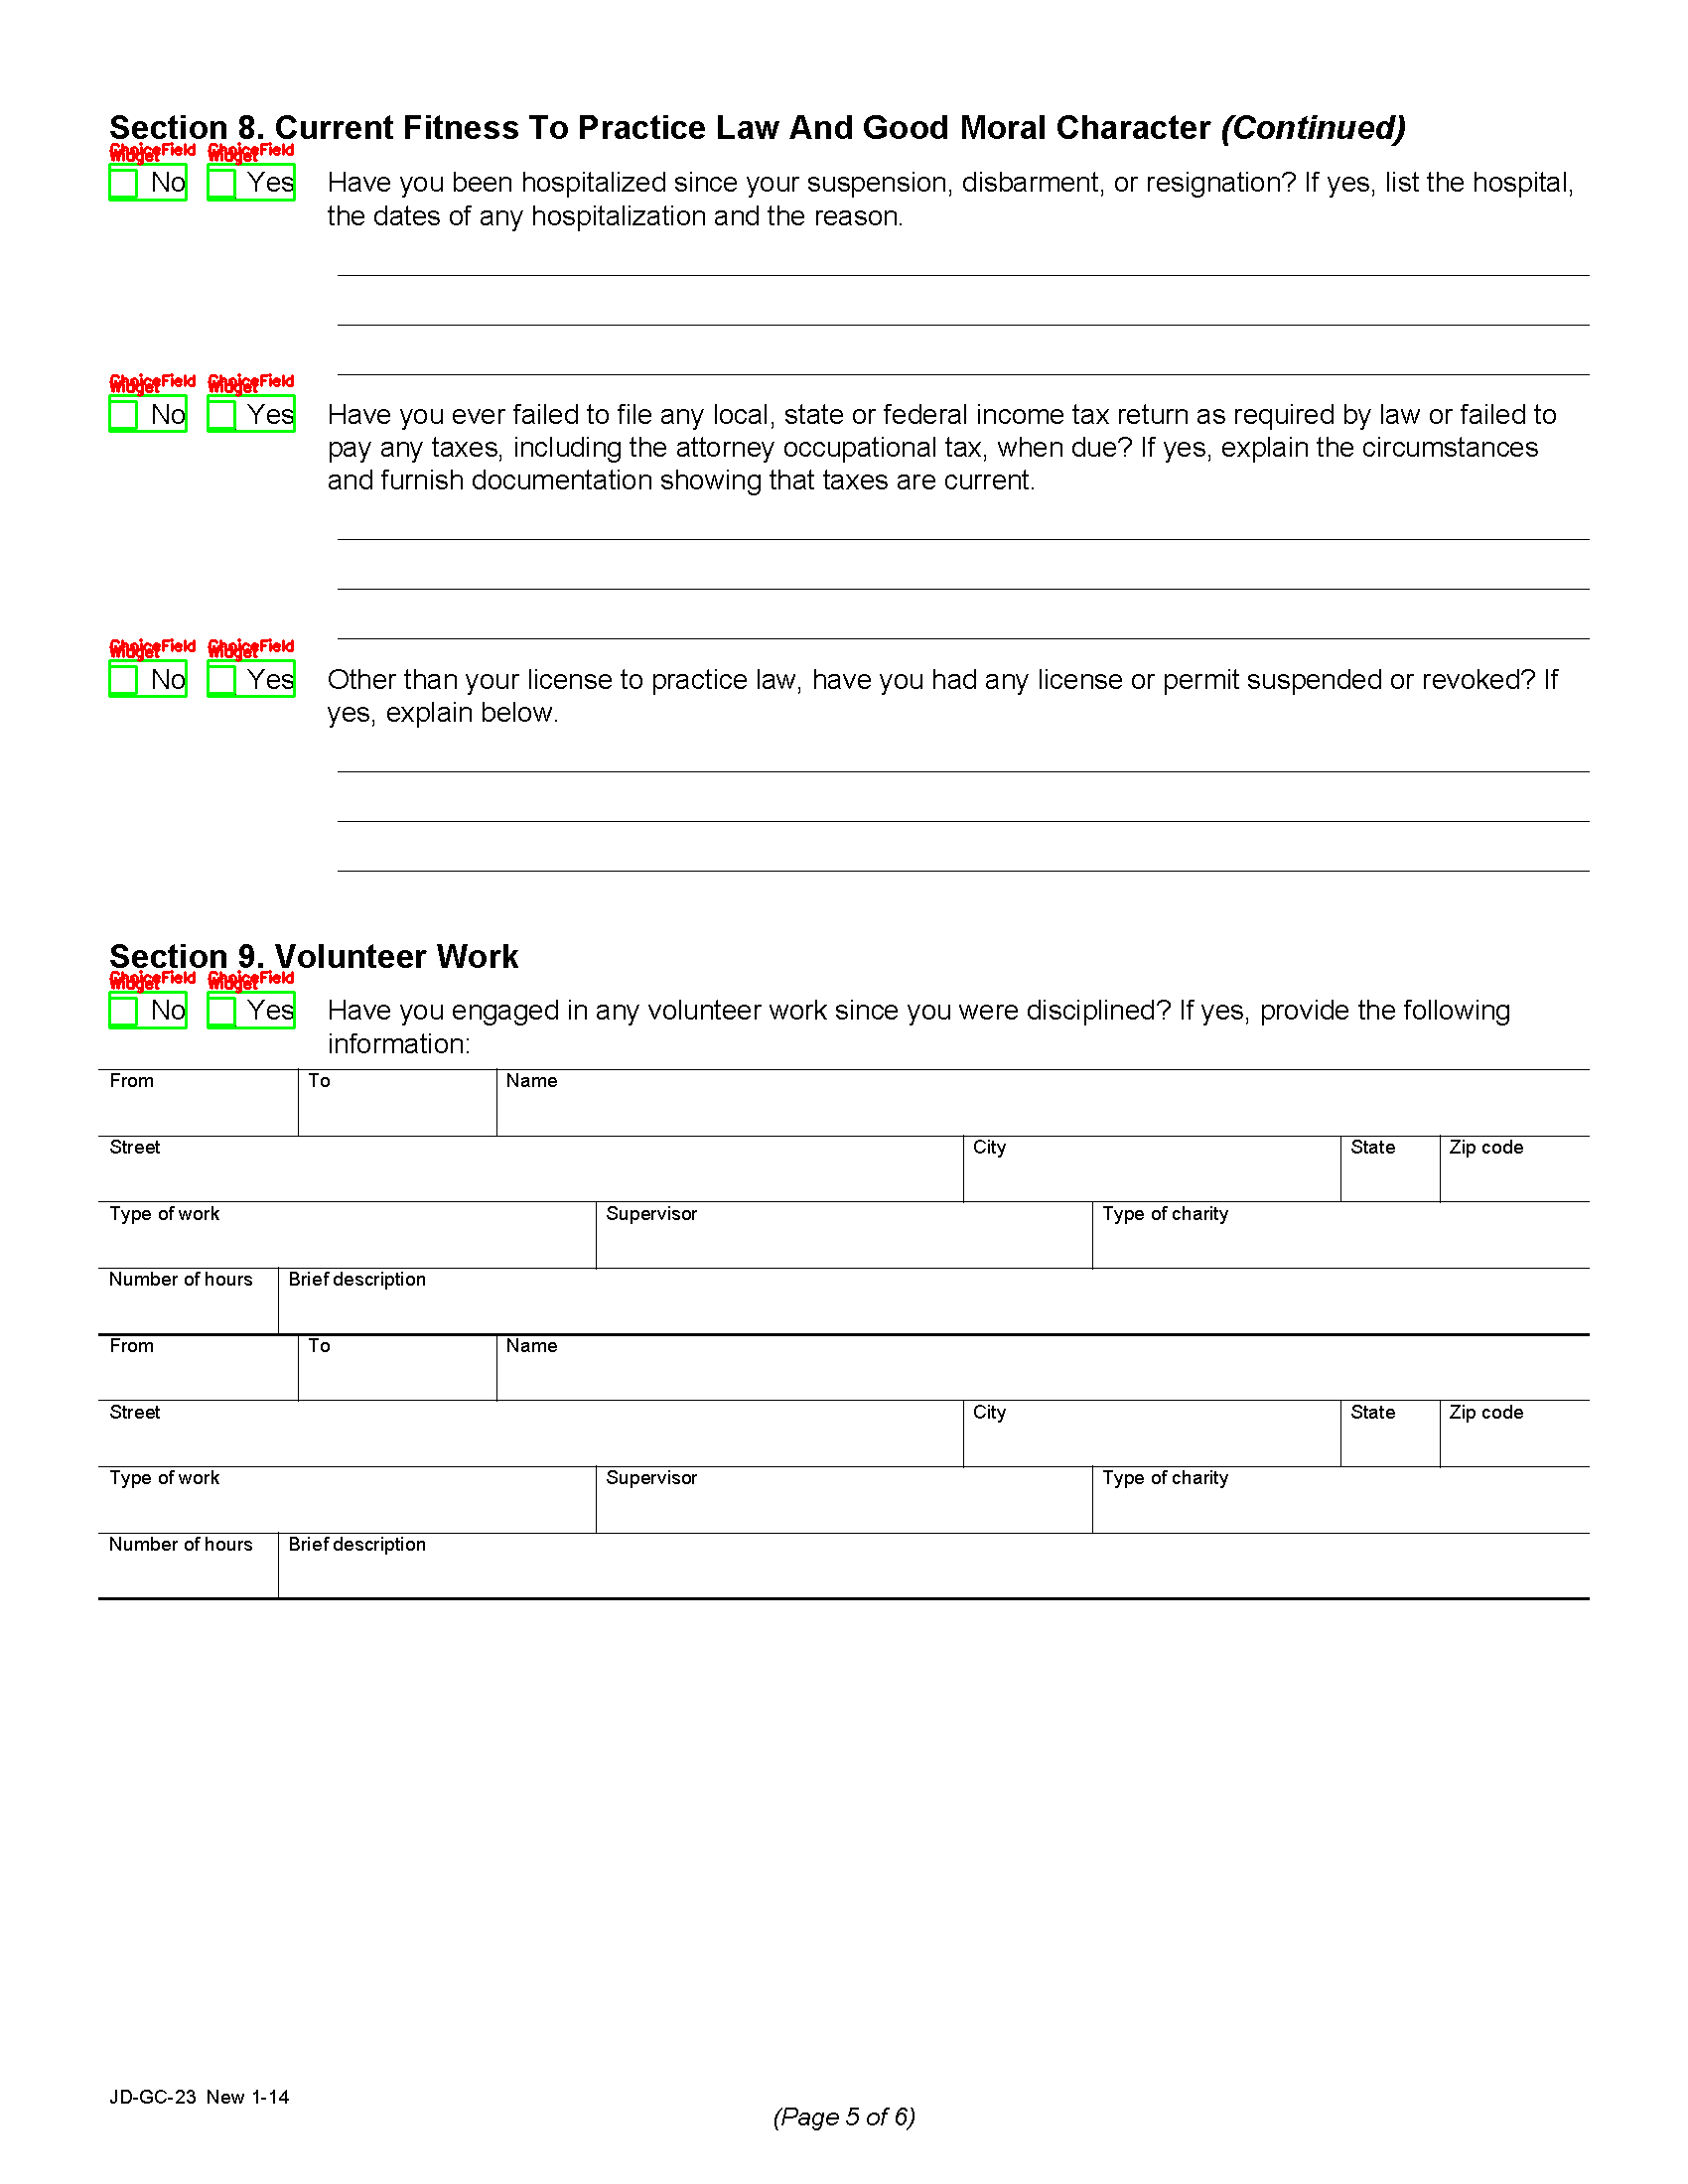 Section 8. Current Fitness To Practice Law And Good Moral Character (Continued)
ChoiceField ChoiceField
Widget Widget
No Yes Have you been hospitalized since your suspension, disbarment, or resignation? If yes, list the hospital,
the dates of any hospitalization and the reason.
ChoiceField ChoiceField
Widget Widget
No Yes Have you ever failed to file any local, state or federal income tax return as required by law or failed to
pay any taxes, including the attorney occupational tax, when due? If yes, explain the circumstances
and furnish documentation showing that taxes are current.
ChoiceField ChoiceField
Widget Widget
No Yes Other than your license to practice law, have you had any license or permit suspended or revoked? If
yes, explain below.
Section 9. Volunteer Work
ChoiceField ChoiceField
Widget Widget
No Yes Have you engaged in any volunteer work since you were disciplined? If yes, provide the following
information:
From To Name
Street City State Zip code
Type of work Supervisor Type of charity
Number of hours Brief description
From To Name
Street City State Zip code
Type of work Supervisor Type of charity
Number of hours Brief description
JD-GC-23 New 1-14
(Page 5 of 6)